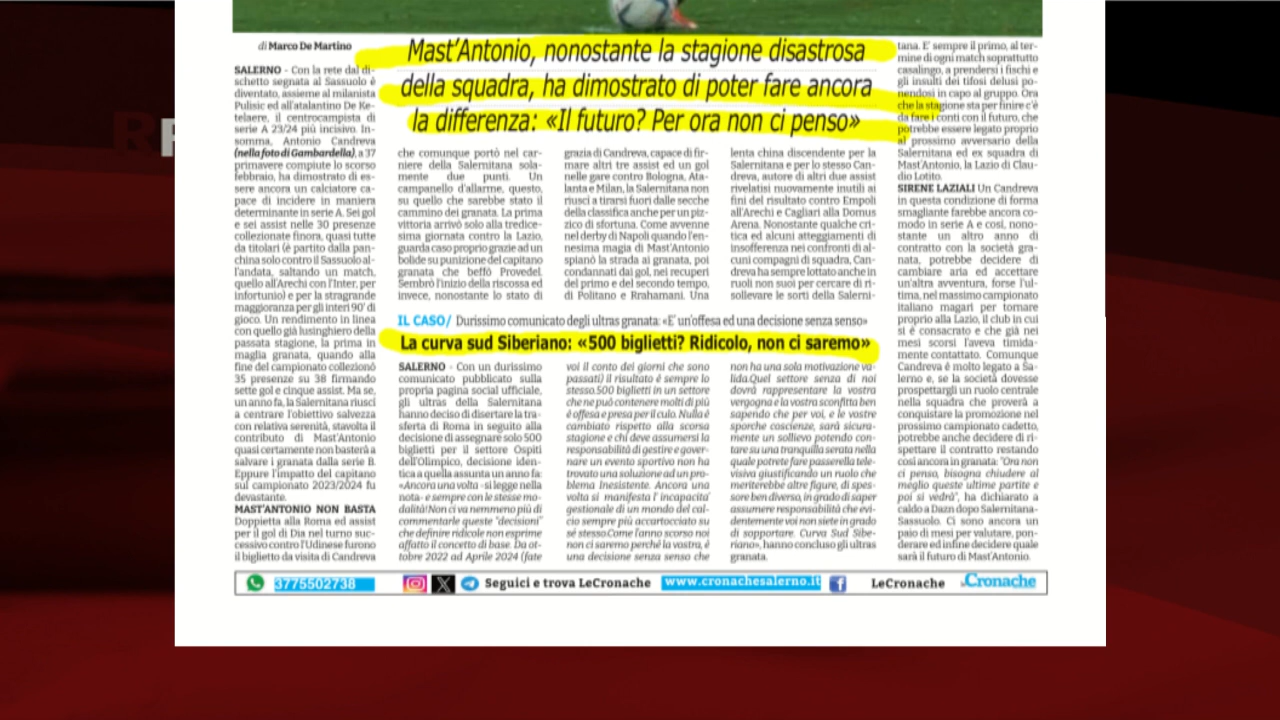 di Marco De Martino
SALERNO - Con la rete dal di-
schetto segnata al Sassuolo è
diventato, assieme al milanista
Pulisic ed all'atalantino De Ke-
telaere, il centrocampista di
serie A 23/24 più incisivo. In-
somma, Antonio Candreva
(nella foto di Gambardella), a 37
primavere compiute lo scorso
febbraio, ha dimostrato di es-
sere ancora un calciatore ca-
pace di incidere in maniera
determinante in serie A. Sei gol
e sei assist nelle 30 presenze
collezionate finora, quasi tutte
da titolari (è partito dalla pan-
china solo contro il Sassuolo al-
l'andata, saltando un match,
quello all'Arechi con l'Inter, per
infortunio) e per la stragrande
maggioranza per gli interi 90' di
gioco. Un rendimento in linea
con quello già lusinghiero della
passata stagione, la prima in
maglia granata, quando alla
fine del campionato collezionò
35 presenze su 38 firmando
sette gol e cinque assist. Ma se,
un anno fa, la Salernitana riuscì
a centrare l'obiettivo salvezza
con relativa serenità, stavolta il
contributo di Mast'Antonio
quasi certamente non basterà a
salvare i granata dalla serie B.
Eppure l'impatto del capitano
sul campionato 2023/2024 fu
devastante.
MAST'ANTONIO NON BASTA
Doppietta alla Roma ed assist
per il gol di Dia nel turno suc-
cessivo contro l'Udinese furono
il biglietto da visita di Candreva
Mast'Antonio, nonostante la stagione disastrosa
della squadra, ha dimostrato di poter fare ancora
la differenza: «Il futuro? Per ora non ci penso»
che comunque portò nel car-
niere della Salernitana sola-
mente due punti. Un
campanello d'allarme, questo,
su quello che sarebbe stato il
cammino dei granata. La prima
vittoria arrivò solo alla tredice-
sima giornata contro la Lazio,
guarda caso proprio grazie ad un
bolide su punizione del capitano
granata che beffò Provedel.
Sembrò l'inizio della riscossa ed
invece, nonostante lo stato di
grazia di Candreva, capace di fir-
mare altri tre assist ed un gol
nelle gare contro Bologna, Ata-
lanta e Milan, la Salernitana non
riuscì a tirarsi fuori dalle secche
della classifica anche per un piz-
zico di sfortuna. Come avvenne
nel derby di Napoli quando l'en-
nesima magia di Mast'Antonio
spianò la strada ai granata, poi
condannati dai gol, nei recuperi
del primo e del secondo tempo,
di Politano e Rrahamani. Una
lenta china discendente per la
Salernitana e per lo stesso Can-
dreva, autore di altri due assist
rivelatisi nuovamente inutili ai
fini del risultato contro Empoli
all'Arechi e Cagliari alla Domus
Arena. Nonostante qualche cri-
tica ed alcuni atteggiamenti di
insofferenza nei confronti di al-
cuni compagni di squadra, Can-
dreva ha sempre lottato anche in
ruoli non suoi per cercare di ri-
sollevare le sorti della Salerni-
tana. E' sempre il primo, al ter-
mine di ogni match soprattutto
casalingo, a prendersi i fischi e
gli insulti dei tifosi delusi po-
nendosi in capo al gruppo. Ora
che la stagione sta per finire c'è
da fare i conti con il futuro, che
potrebbe essere legato proprio
al prossimo avversario della
Salernitana ed ex squadra di
Mast'Antonio, la Lazio di Clau-
dio Lotito.
SIRENE LAZIALI Un Candreva
in questa condizione di forma
smagliante farebbe ancora co-
modo in serie A e così, nono-
stante un altro anno di
contratto con la società gra-
nata, potrebbe decidere di
cambiare aria ed accettare
un'altra avventura, forse l'ul-
tima, nel massimo campionato
italiano magari per tornare
proprio alla Lazio, il club in cui
si è consacrato e che già nei
mesi scorsi l'aveva timida-
mente contattato. Comunque
Candreva è molto legato a Sa-
lerno e, se la società dovesse
prospettargli un ruolo centrale
nella squadra che proverà a
conquistare la promozione nel
prossimo campionato cadetto,
potrebbe anche decidere di ri-
spettare il contratto restando
così ancora in granata: "Ora non
ci penso, bisogna chiudere al
meglio queste ultime partite e
poi si vedrà", ha dichiarato a
caldo a Dazn dopo Salernitana-
Sassuolo. Ci sono ancora un
paio di mesi per valutare, pon-
derare ed infine decidere quale
sarà il futuro di Mast'Antonio.
IL CASO/ Durissimo comunicato degli ultras granata: «E' un'offesa ed una decisione senza senso»
La curva sud Siberiano: «500 biglietti? Ridicolo, non ci saremo»
SALERNO - Con un durissimo
comunicato pubblicato sulla
propria pagina social ufficiale,
gli ultras della Salernitana
hanno deciso di disertare la tra-
sferta di Roma in seguito alla
decisione di assegnare solo 500
biglietti per il settore Ospiti
dell'Olimpico, decisione iden-
tica a quella assunta un anno fa:
«Ancora una volta -si legge nella
nota- e sempre con le stesse mo-
dalità!Non ci va nemmeno più di
commentarle queste "decisioni"
che definire ridicole non esprime
affatto il concetto di base. Da ot-
tobre 2022 ad Aprile 2024 (fate
voi il conto dei giorni che sono
passati) il risultato è sempre lo
stesso.500 biglietti in un settore
che ne può contenere molti di più
è offesa e presa per il culo. Nulla è
cambiato rispetto alla scorsa
stagione e chi deve assumersi la
responsabilità di gestire e gover-
nare un evento sportivo non ha
trovato una soluzione ad un pro-
blema Inesistente. Ancora una
volta si manifesta l' incapacita'
gestionale di un mondo del cal-
cio sempre più accartocciato su
sé stesso.Come l'anno scorso noi
non ci saremo perchè la vostra, è
una decisione senza senso che
non ha una sola motivazione va-
lida.Quel settore senza di noi
dovrà rappresentare la vostra
vergogna e la vostra sconfitta ben
sapendo che per voi, e le vostre
sporche coscienze, sarà sicura-
mente un sollievo potendo con-
tare su una tranquilla serata nella
quale potrete fare passerella tele-
visiva giustificando un ruolo che
meriterebbe altre figure, di spes-
sore ben diverso, in grado di saper
assumere responsabilità che evi-
dentemente voi non siete in grado
di sopportare. Curva Sud Sibe-
riano», hanno concluso gli ultras
granata.
3775502738
Seguici e trova LeCronache
www.cronachesalerno.it
LeCronache
leCronache